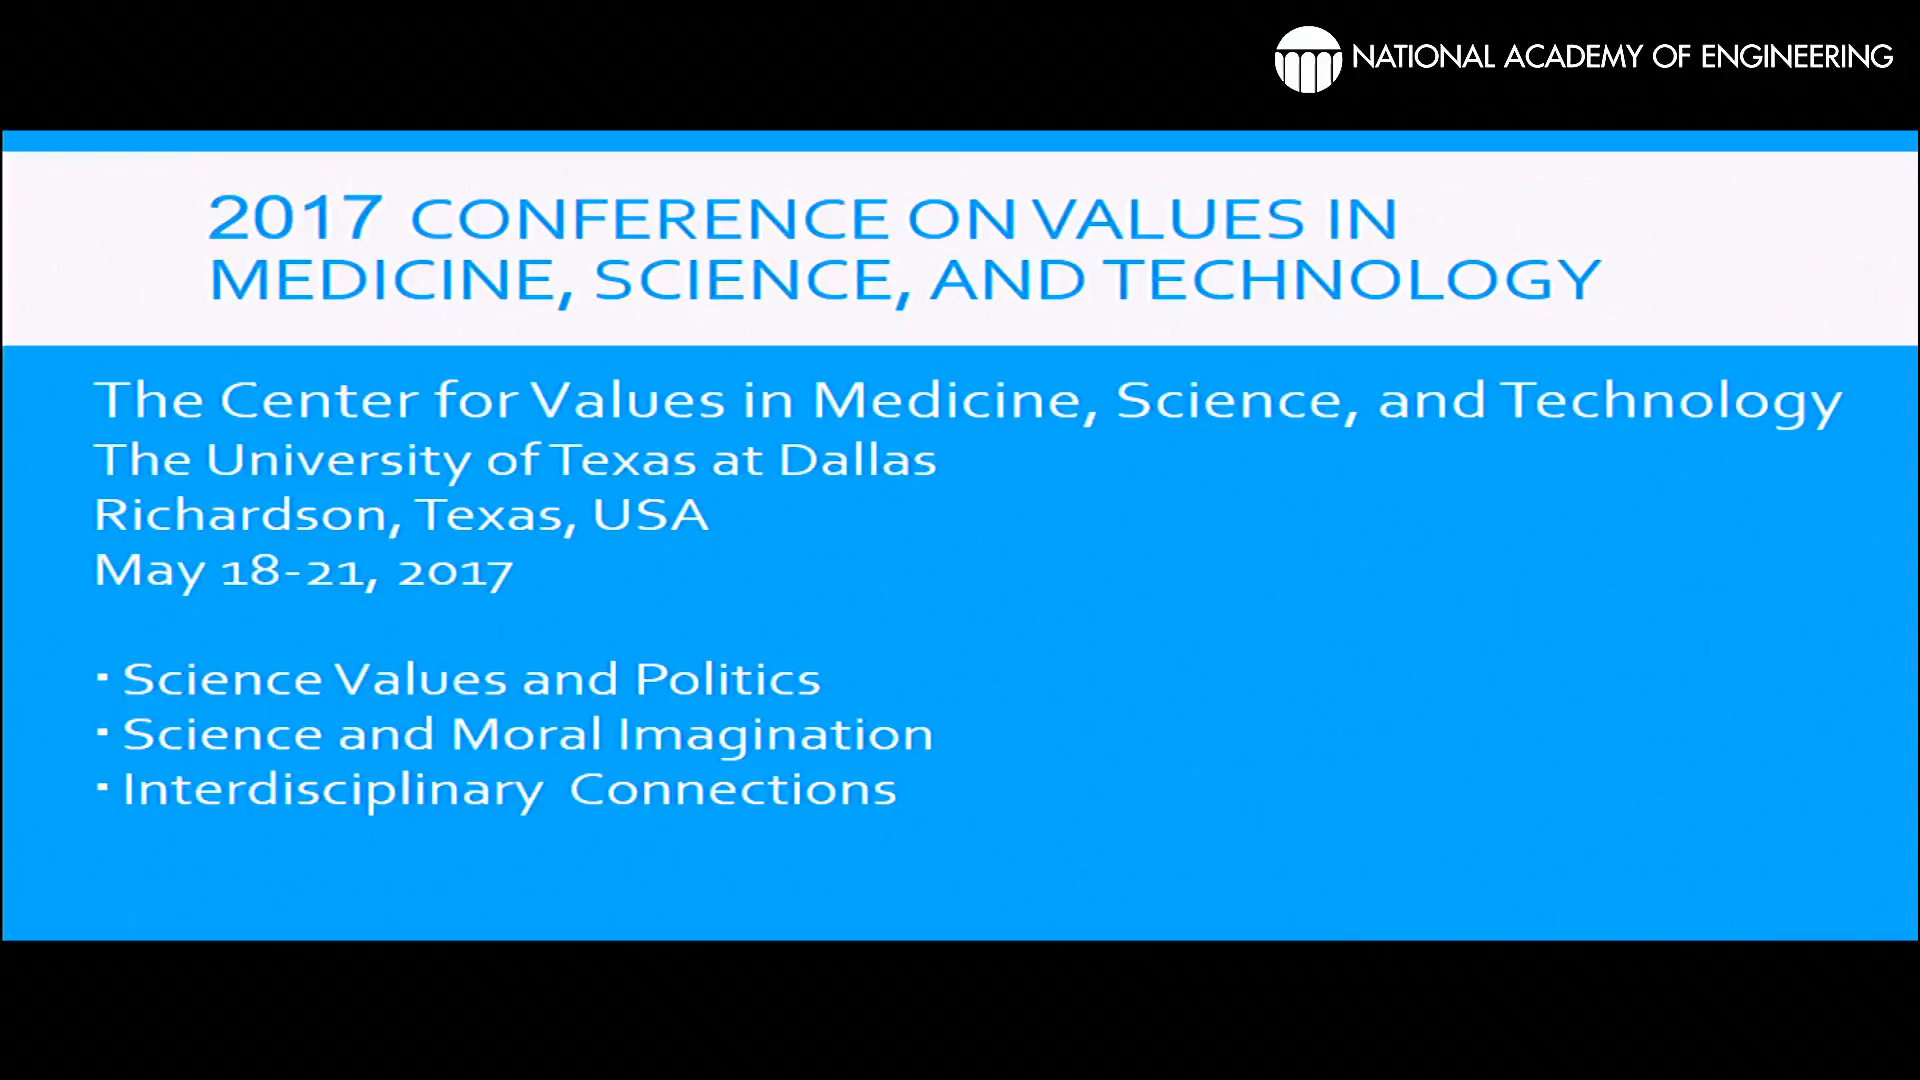 NATIONAL ACADEMY OF ENGINEERING
2017 CONFERENCE ON VALUES IN
MEDICINE, SCIENCE, AND TECHNOLOGY
The Center for Values in Medicine, Science, and Technology
The University of Texas at Dallas
Richardson, Texas, USA
May 18-21, 2017
▪ Science Values and Politics
▪ Science and Moral Imagination
▪ Interdisciplinary Connections